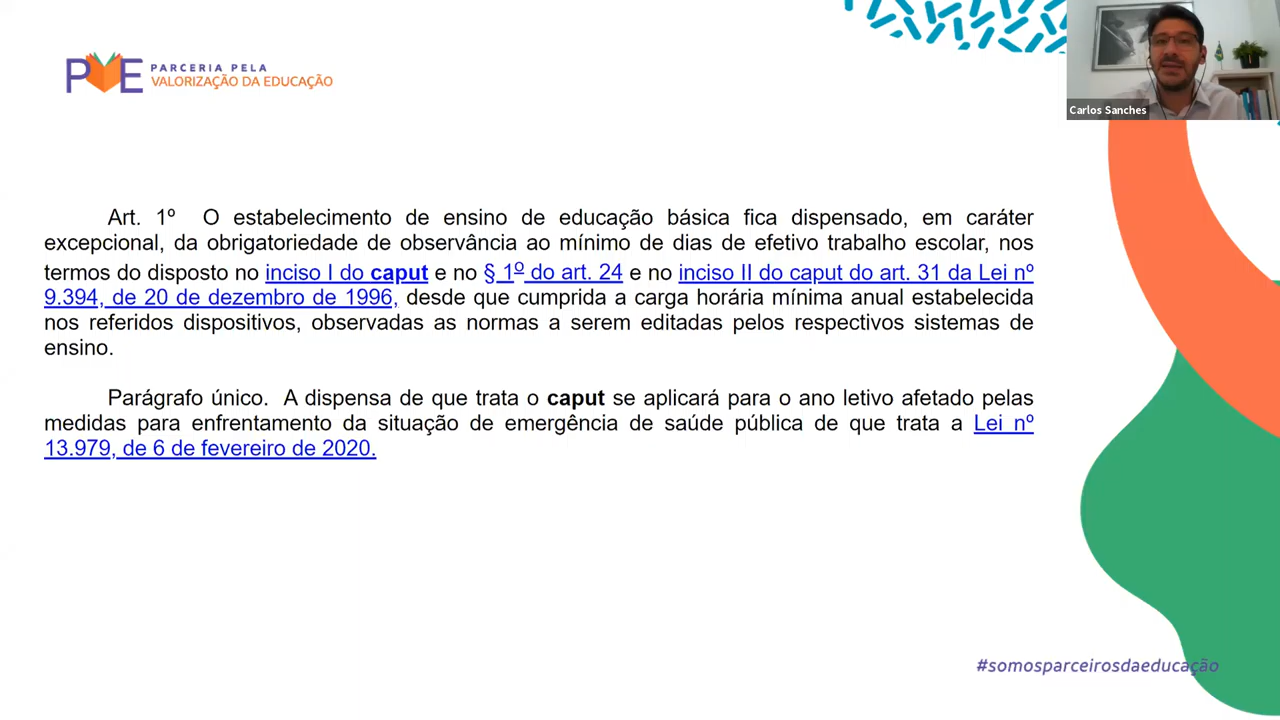 PVE PARCERIA PELA
VALORIZAÇÃO DA EDUCAÇÃO
Carlos Sanches
Art. 1º O estabelecimento de ensino de educação básica fica dispensado, em caráter
excepcional, da obrigatoriedade de observância ao mínimo de dias de efetivo trabalho escolar, nos
termos do disposto no inciso I do caput e no § 1º do art. 24 e no inciso II do caput do art. 31 da Lei nº
9.394, de 20 de dezembro de 1996, desde que cumprida a carga horária mínima anual estabelecida
nos referidos dispositivos, observadas as normas a serem editadas pelos respectivos sistemas de
ensino.
Parágrafo único. A dispensa de que trata o caput se aplicará para o ano letivo afetado pelas
medidas para enfrentamento da situação de emergência de saúde pública de que trata a Lei nº
13.979, de 6 de fevereiro de 2020.
#somosparceirosdaeducação